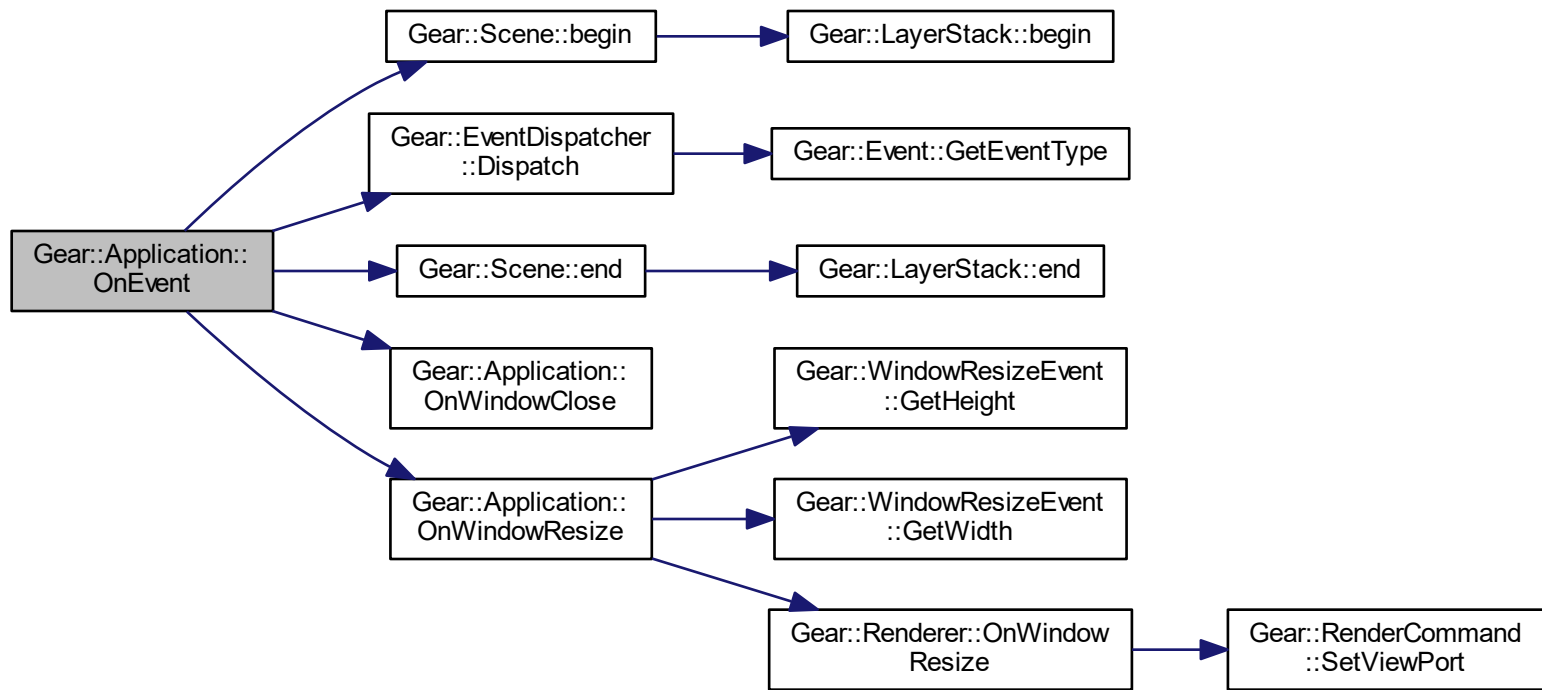 Gear::Scene::begin
Gear::LayerStack::begin
Gear::EventDispatcher
::Dispatch
Gear::Event::GetEventType
Gear::Application::
OnEvent
Gear::Scene::end
Gear::LayerStack::end
Gear::Application::
OnWindowClose
Gear::WindowResizeEvent
::GetHeight
Gear::Application::
OnWindowResize
Gear::WindowResizeEvent
::GetWidth
Gear::Renderer::OnWindow
Resize
Gear::RenderCommand
::SetViewPort